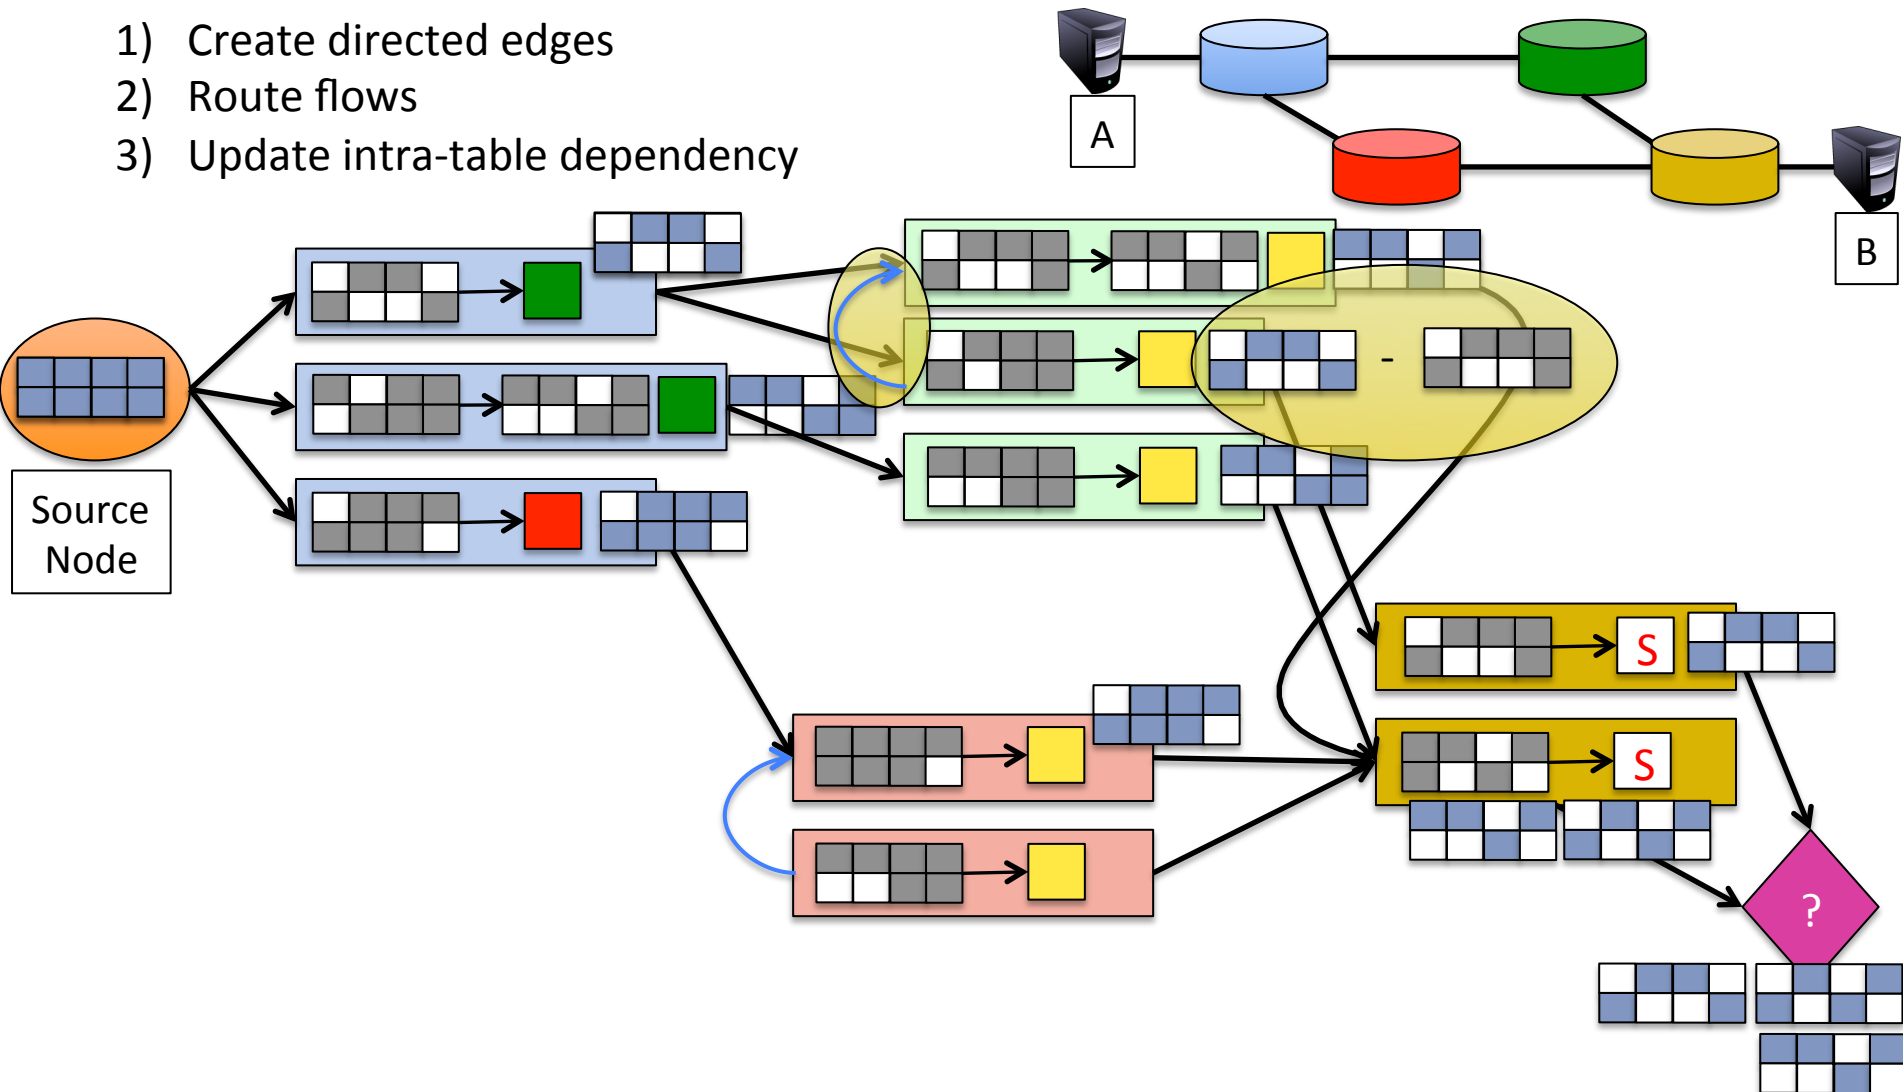 1) Create directed edges
2) Route flows
3) Update intra-table dependency
A
B
-
Source
Node
S
S
?